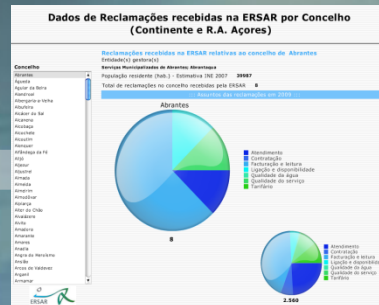 Dados de Reclamações recebidas na ERSAR por Concelho
(Continente e R.A. Açores)
Reclamações recebidas na ERSAR relativas ao concelho de Abrantes
Entidade(s) gestora(s)
Serviços Municipalizados de Abrantes; Abrantaqua
População residente (hab.) - Estimativa INE 2007 39987
Total de reclamações no concelho recebidas pela ERSAR 8
Assuntos das reclamações em 2009
Concelho
Abrantes
Águeda
Aguiar da Beira
Alandroal
Albergaria-a-Velha
Albufeira
Alcácer do Sal
Alcanena
Alcobaça
Alcochete
Alcoutim
Alenquer
Alfândega da Fé
Alijó
Aljezur
Aljustrel
Almada
Almeida
Almeirim
Almodôvar
Alpiarça
Alter do Chão
Alvaiázere
Alvito
Amadora
Amarante
Amares
Anadia
Angra do Heroísmo
Ansião
Arcos de Valdevez
Arganil
Armamar
Abrantes
Atendimento
Contratação
Facturação e leitura
Ligação e disponibilidade
Qualidade da água
Qualidade do serviço
Tarifário
8
Atendimento
Contratação
Facturação e leitura
Ligação e disponibilidade
Qualidade da água
Qualidade do serviço
Tarifário
2.560
ERSAR